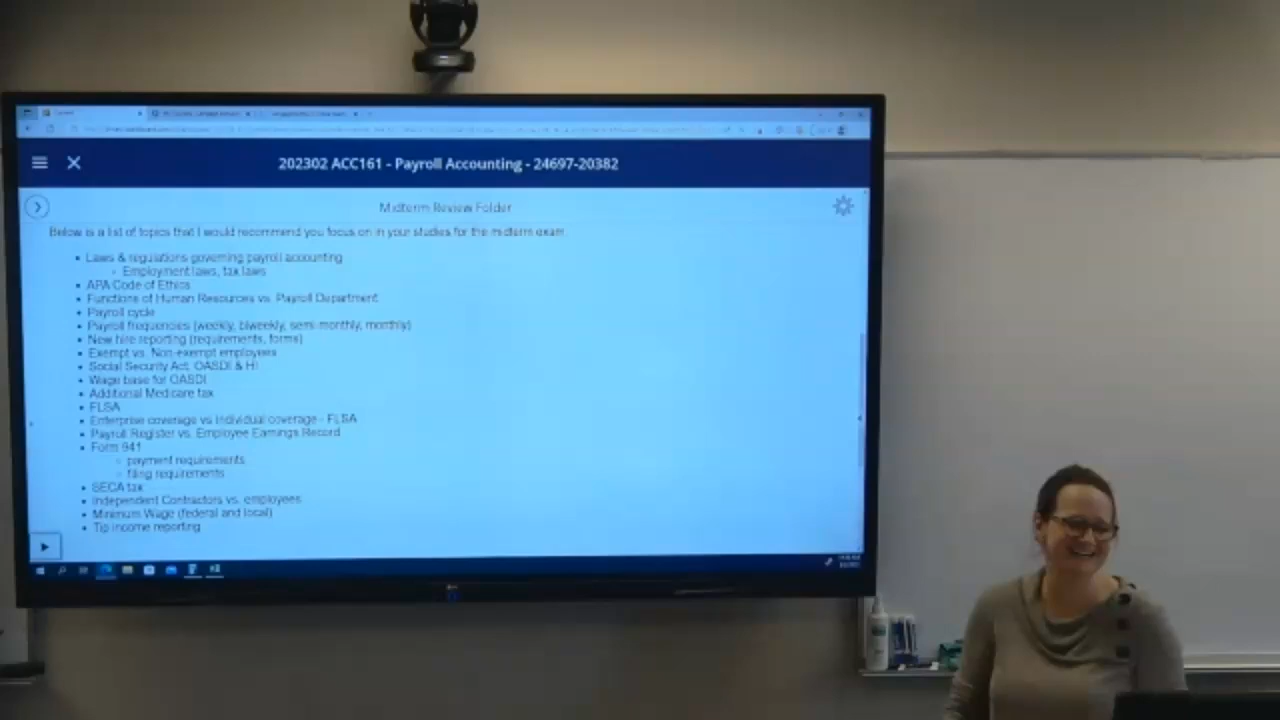 202302 ACC161 - Payroll Accounting - 24697-20382
Midterm Review Folder
Below is a list of topics that I would recommend you focus on in your studies for the midterm exam.
Laws & regulations governing payroll accounting
Employment laws, tax laws
APA Code of Ethics
Functions of Human Resources vs. Payroll Department
Payroll cycle
Payroll frequencies (weekly, biweekly, semi-monthly, monthly)
New hire reporting (requirements, forms)
Exempt vs. Non-exempt employees
Social Security Act, OASDI & HI
Wage base for OASDI
Additional Medicare tax
FLSA
Enterprise coverage vs Individual coverage - FLSA
Payroll Register vs. Employee Earnings Record
Form 941
payment requirements
filing requirements
SECA tax
Independent Contractors vs. employees
Minimum Wage (federal and local)
Tip income reporting